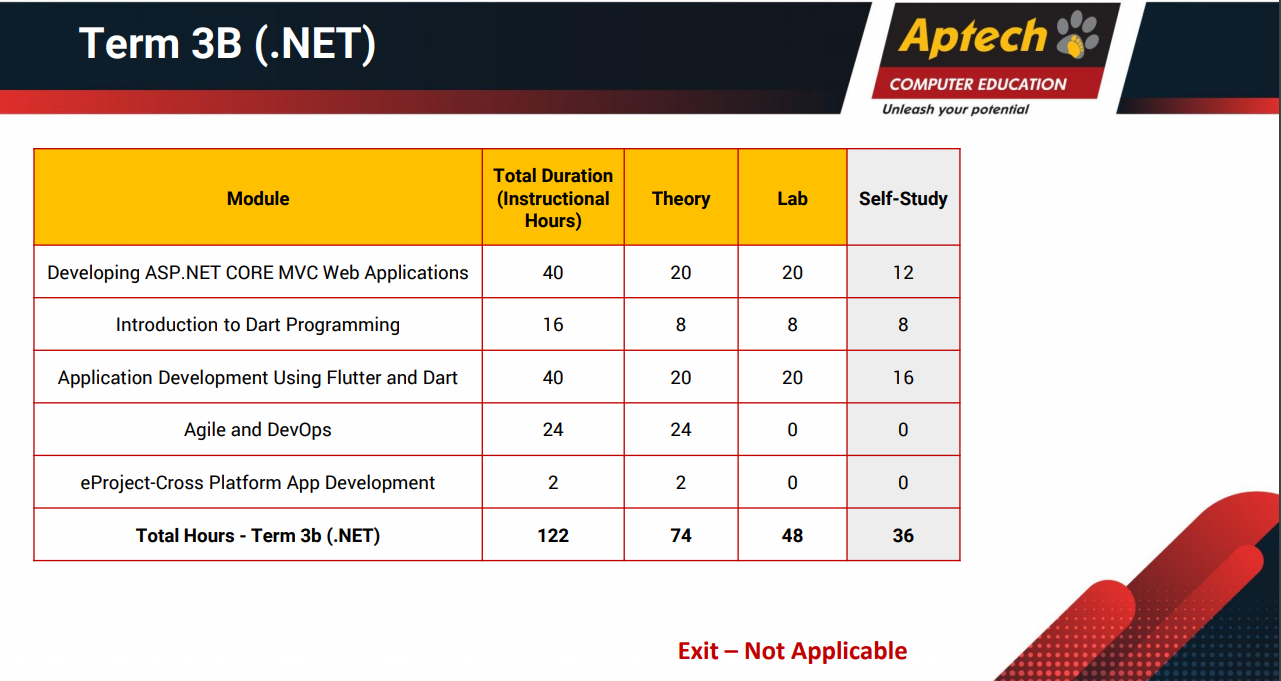 Term 3B (.NET)
Aptech
COMPUTER EDUCATION
Unleash your potential
Module
Total Duration
(Instructional
Hours)
Theory
Lab
Self-Study
Developing ASP.NET CORE MVC Web Applications 40 20 20 12
Introduction to Dart Programming 16 8 8 8
Application Development Using Flutter and Dart 40 20 20 16
Agile and DevOps 24 24 0 0
eProject-Cross Platform App Development 2 2 0 0
Total Hours - Term 3b (.NET) 122 74 48 36
Exit – Not Applicable